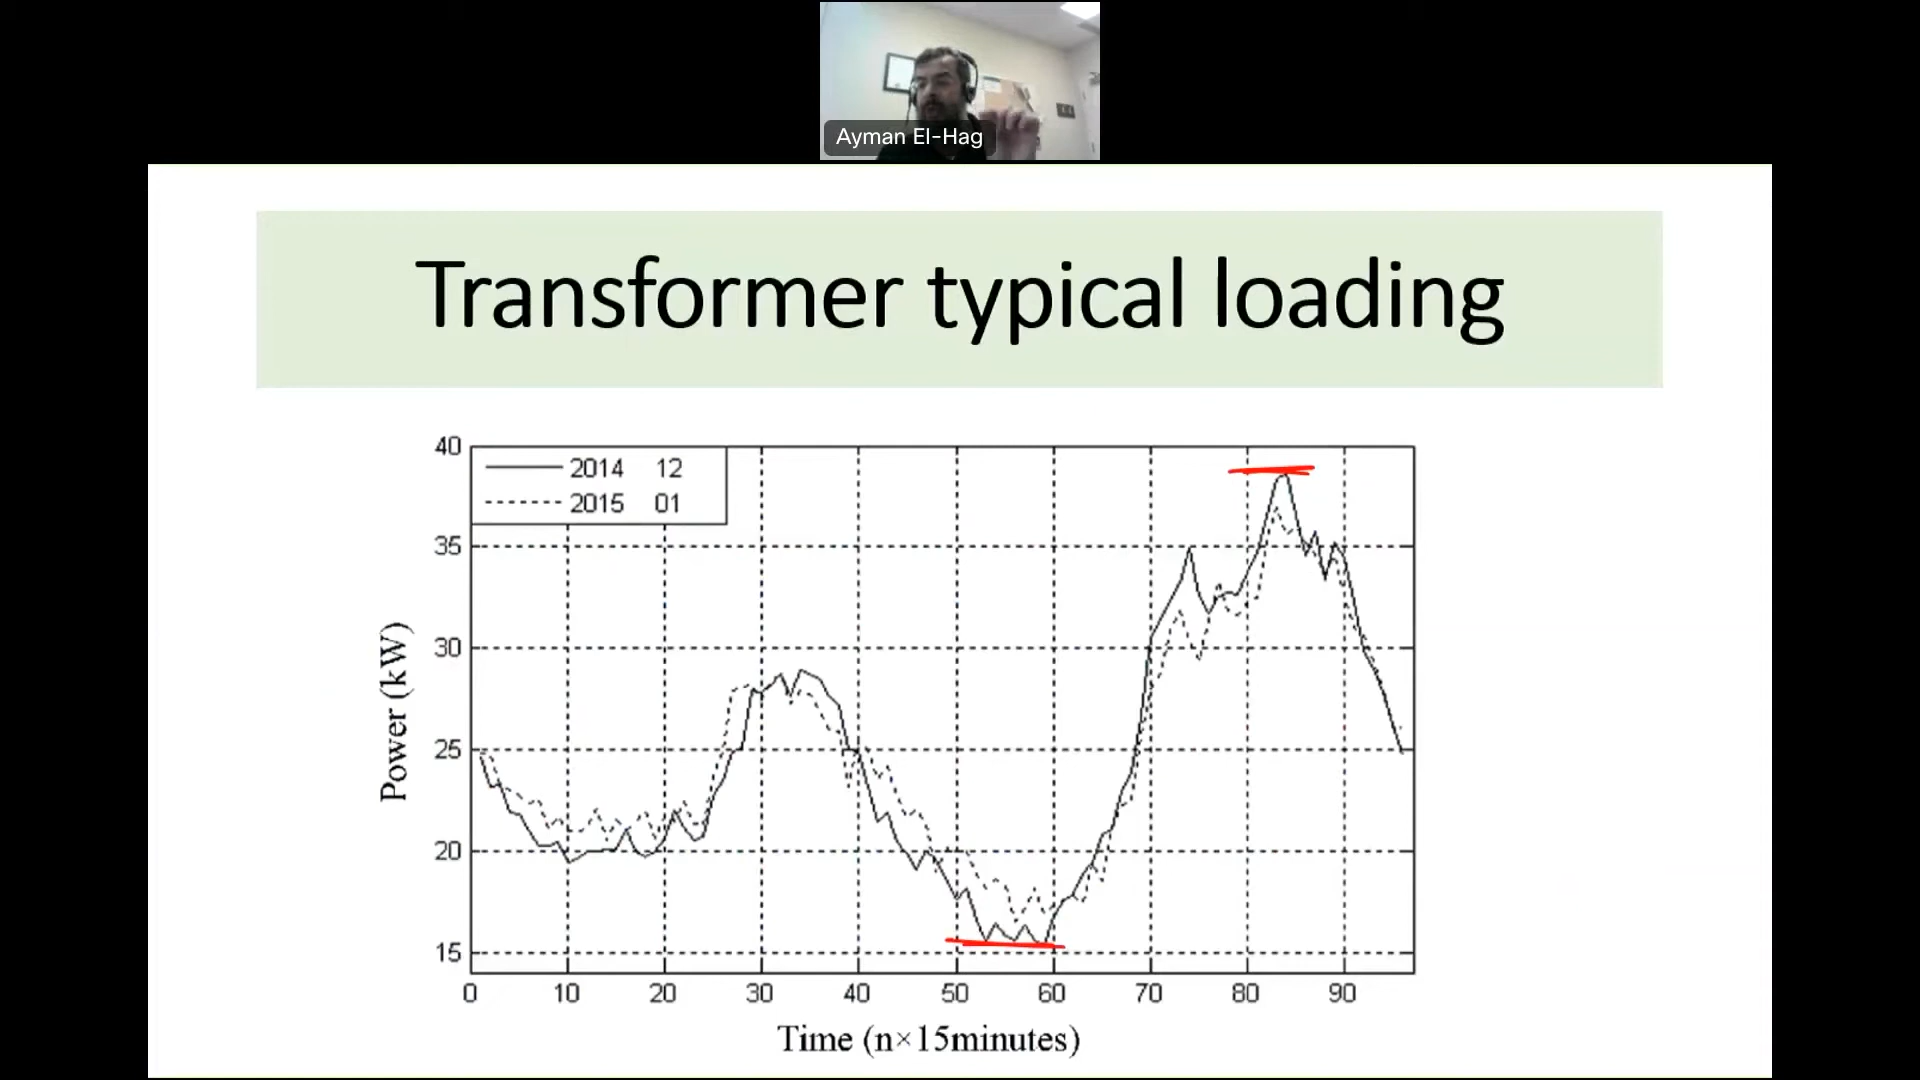 Ayman El-Hag
Transformer typical loading
2014 12
2015 01
40
35
30
25
20
15
Power (kW)
0 10 20 30 40 50 60 70 80 90
Time (n×15minutes)